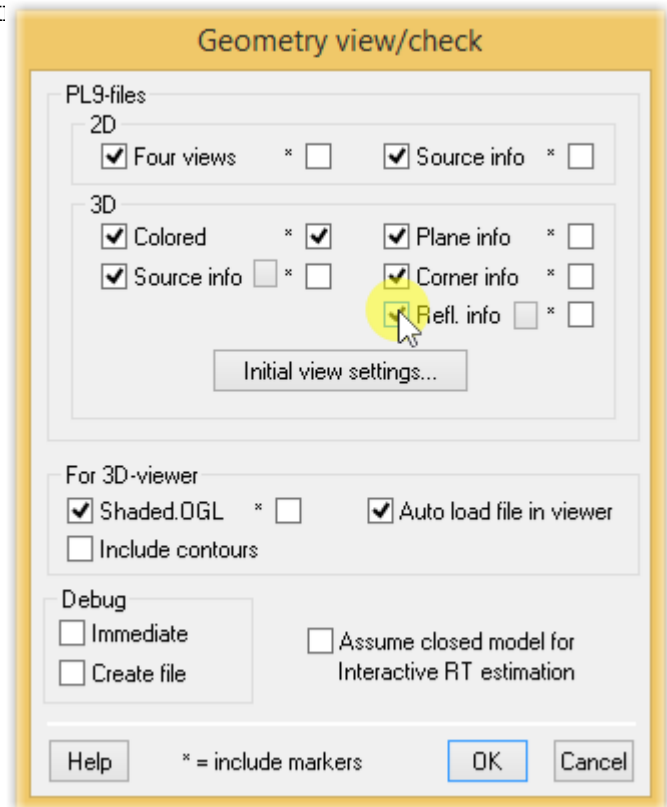 Geometry view/check
PL9-files
2D
Four views * Source info *
3D
Colored * Plane info *
Source info * Corner info *
Refl. info *
Initial view settings...
For 3D-viewer
Shaded.OGL * Auto load file in viewer
Include contours
Debug
Immediate
Create file
Assume closed model for
Interactive RT estimation
Help * = include markers OK Cancel